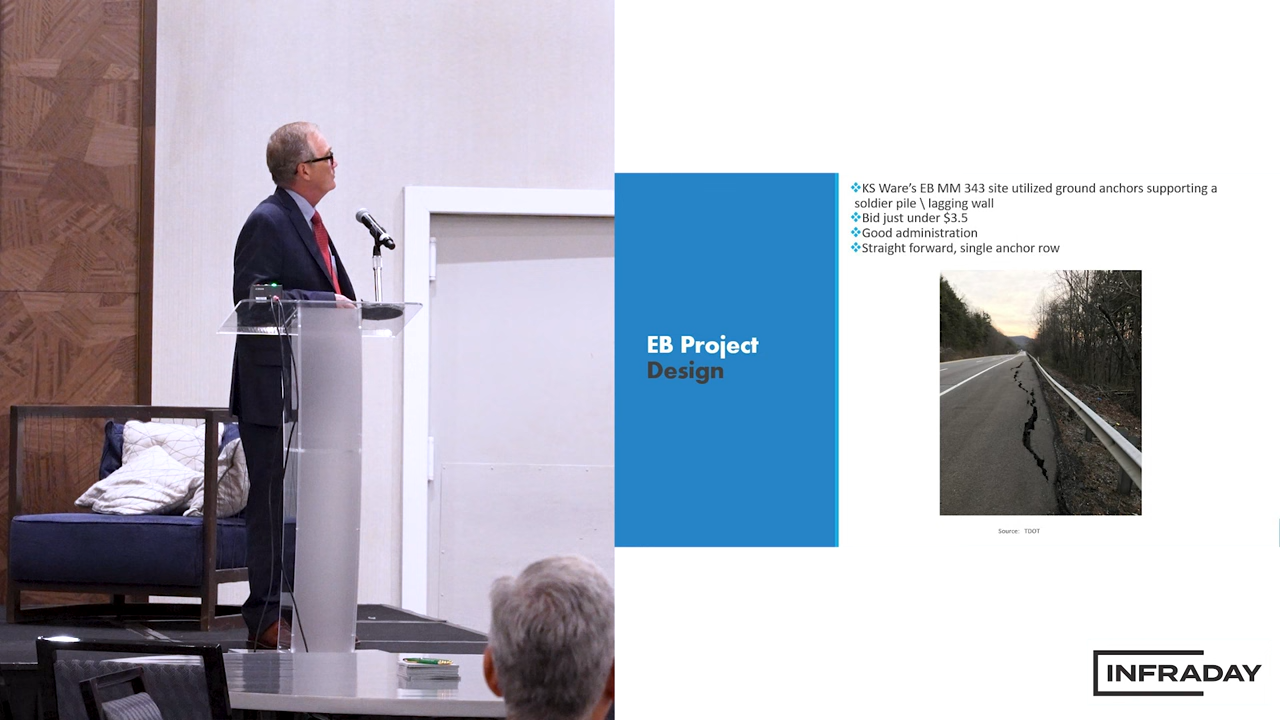 ❖KS Ware's EB MM 343 site utilized ground anchors supporting a
soldier pile \ lagging wall
❖Bid just under $3.5
❖Good administration
❖Straight forward, single anchor row
EB Project
Design
Source: TDOT
INFRADAY